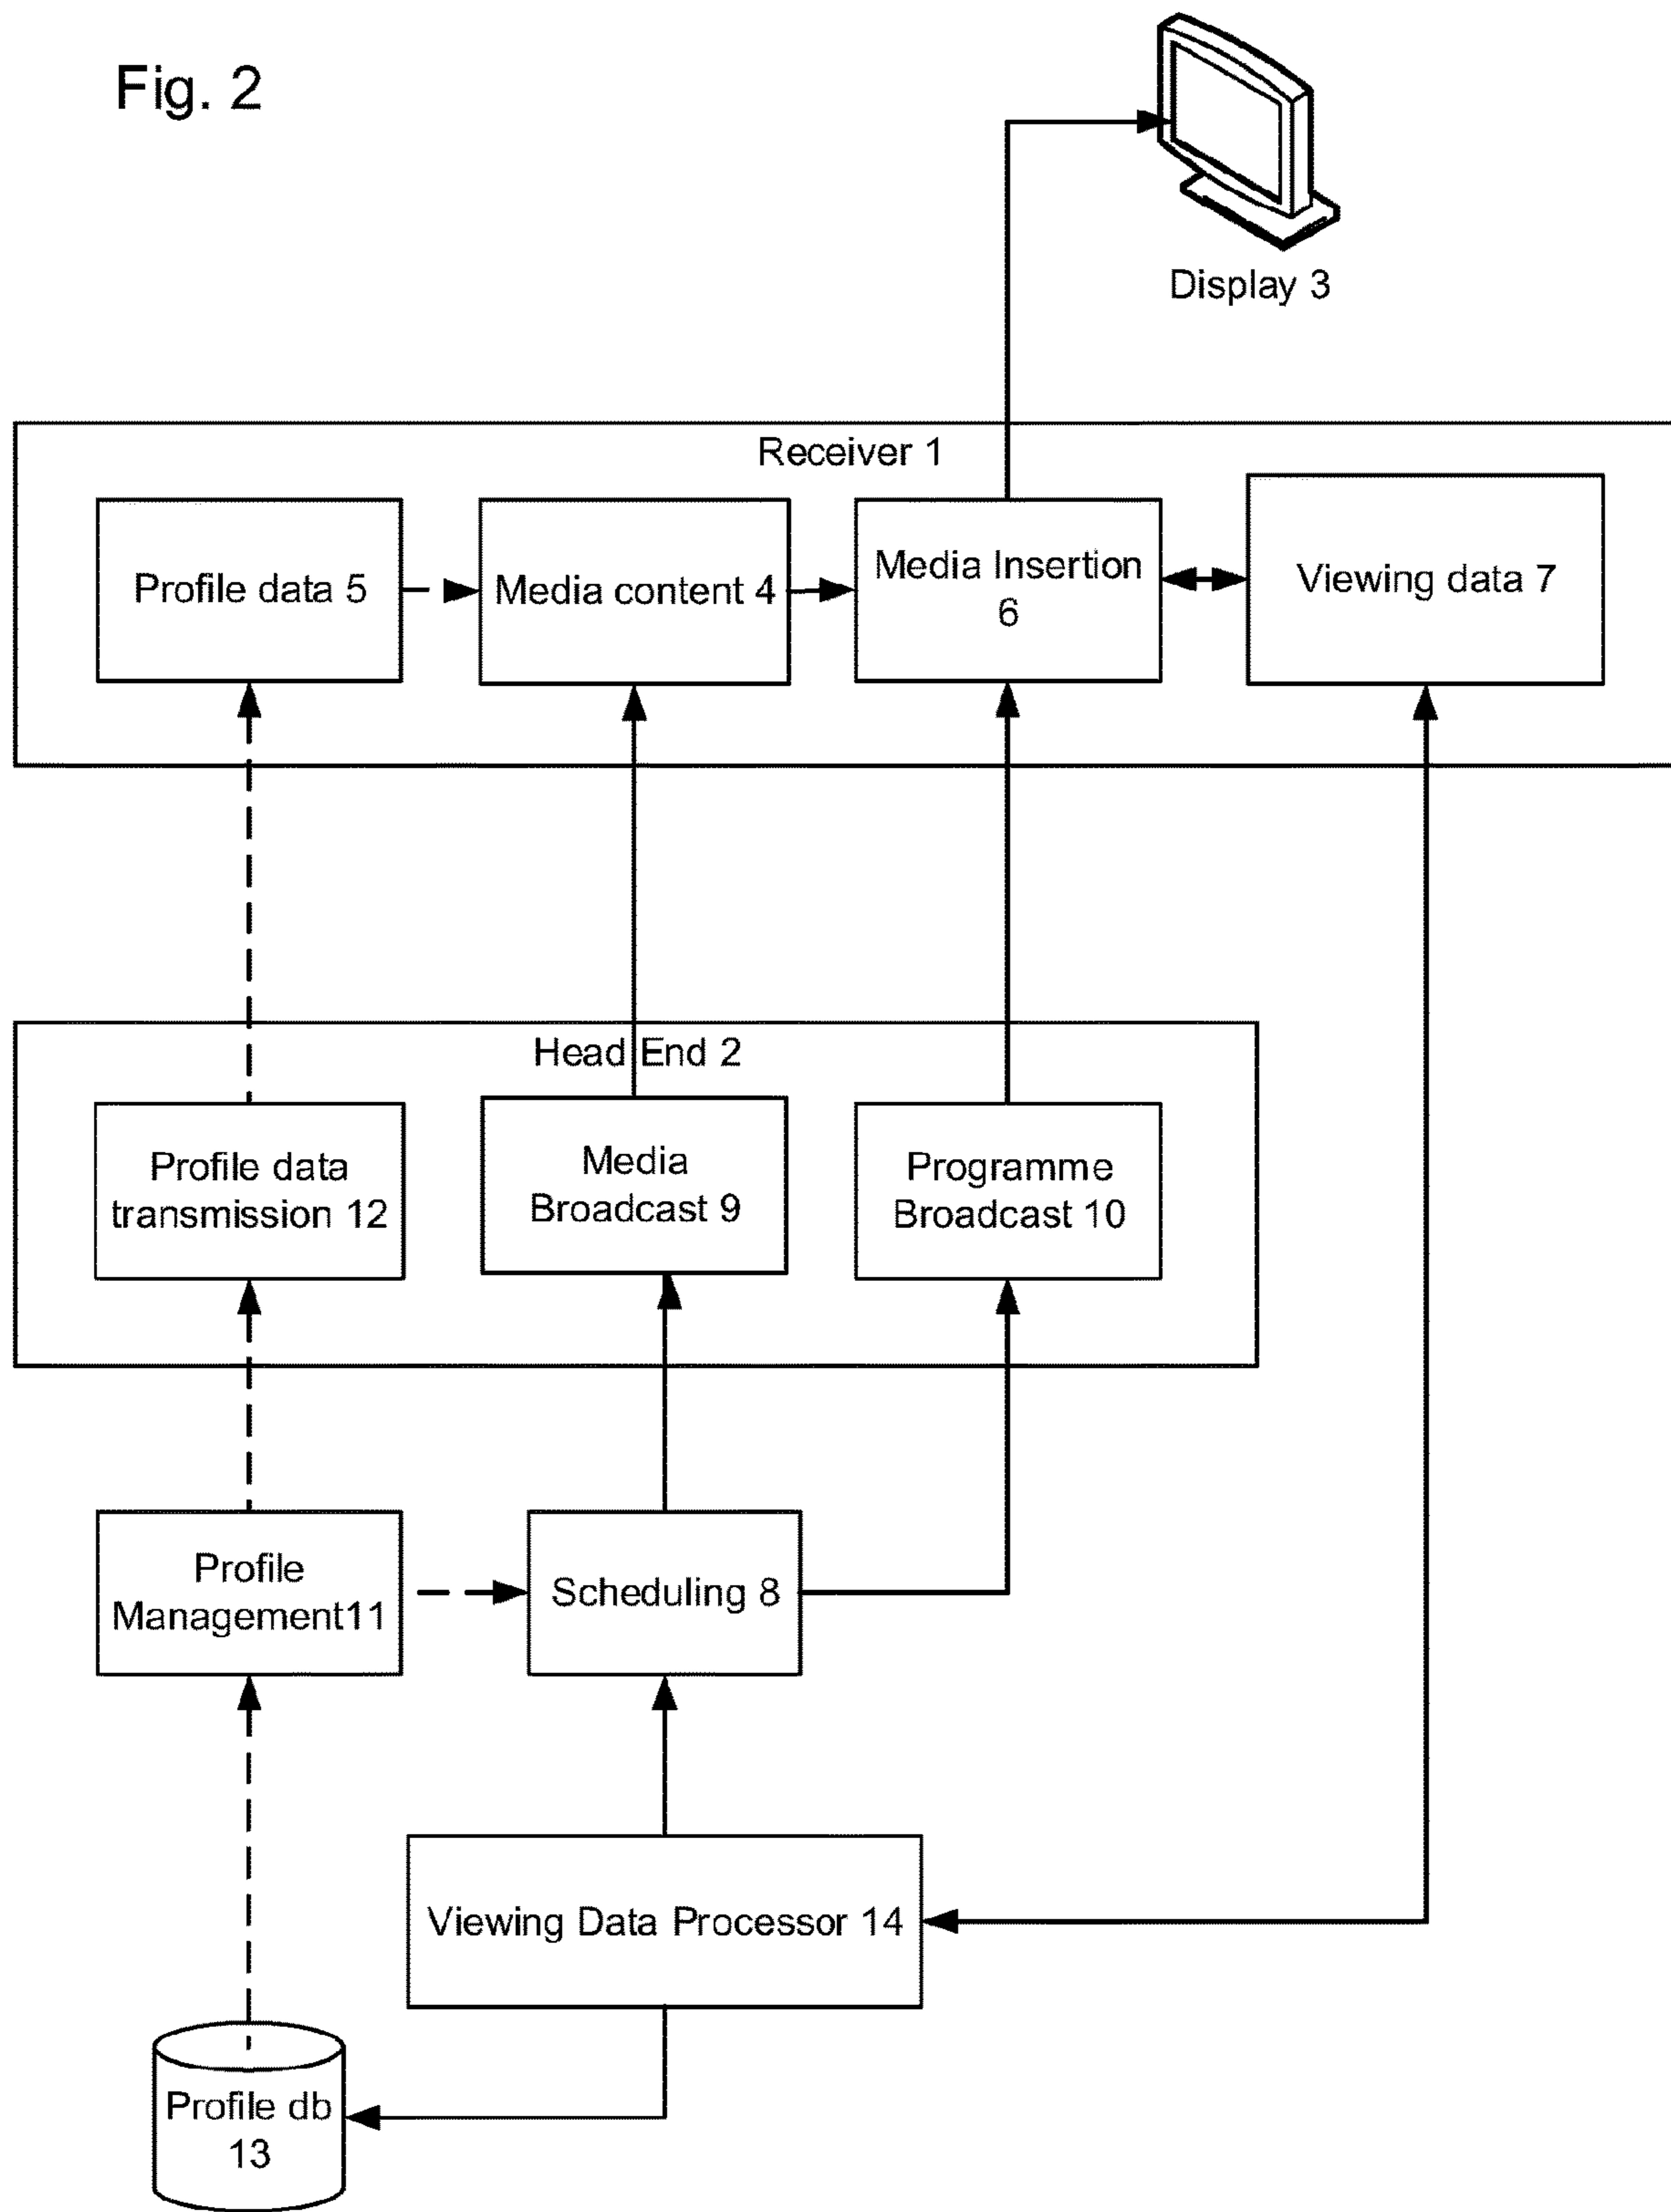 Fig. 2
Display 3
Receiver 1
Profile data 5
Media content 4
Media Insertion
6
Viewing data 7
Head End 2
Profile data
transmission 12
Media
Broadcast 9
Programme
Broadcast 10
Profile
Management11
Scheduling 8
Viewing Data Processor 14
Profile db
13